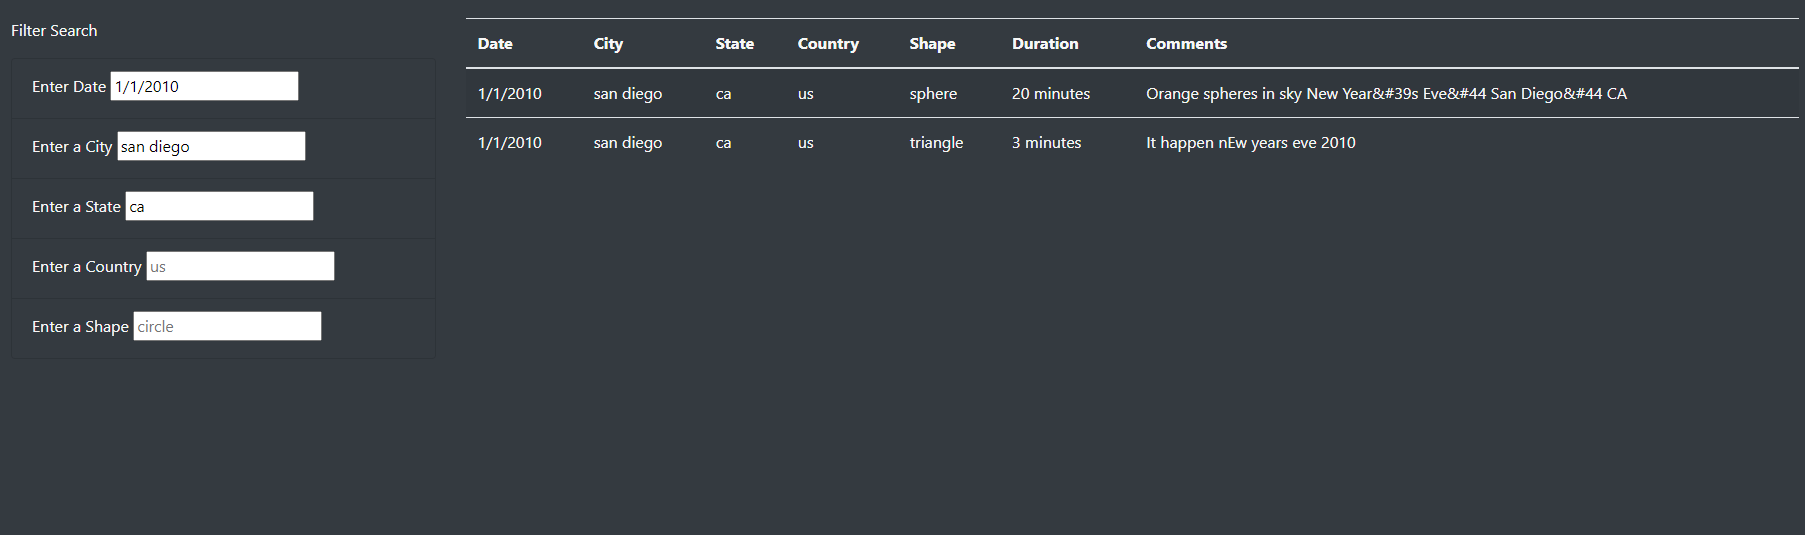 Filter Search
Enter Date 1/1/2010
Enter a City san diego
Enter a State ca
Enter a Country us
Enter a Shape circle
Date City State Country Shape Duration Comments
1/1/2010 san diego ca us sphere 20 minutes Orange spheres in sky New Year&#39s Eve&#44 San Diego&#44 CA
1/1/2010 san diego ca us triangle 3 minutes It happen nEw years eve 2010